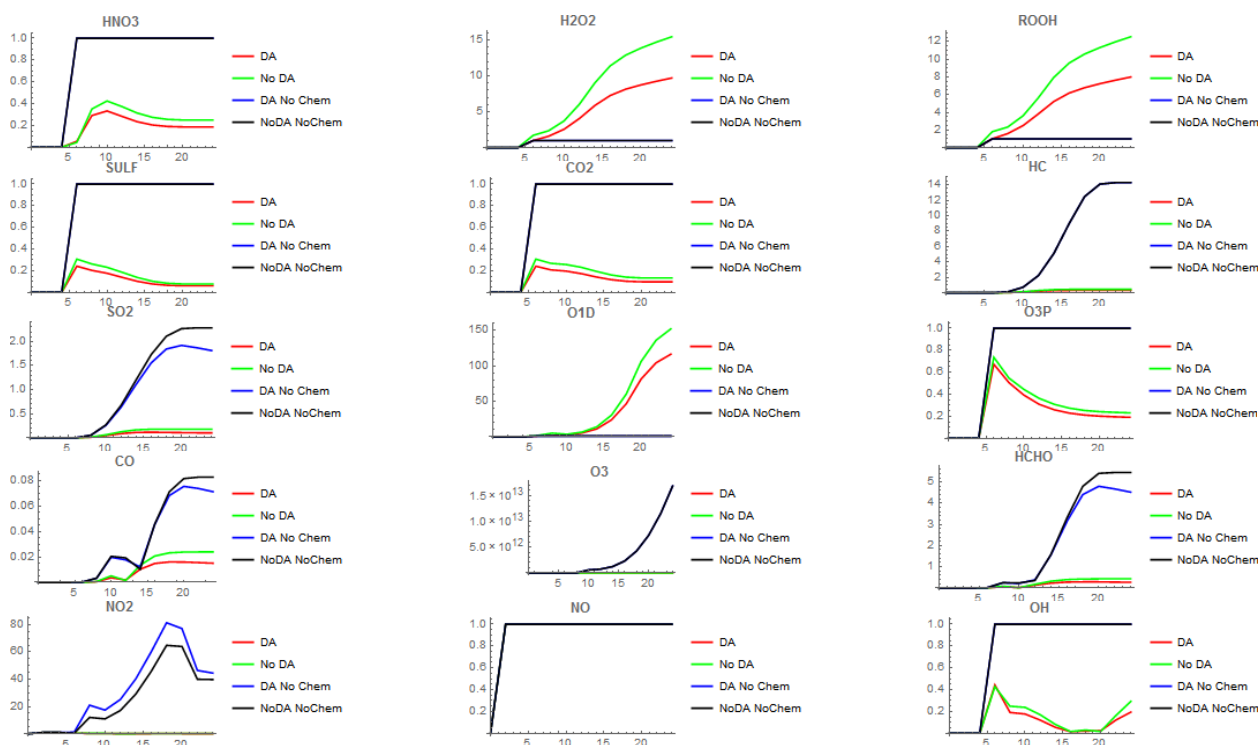 HNO3
1.0
0.8
0.6
0.4
0.2
5 10 15 20
DA
No DA
DA No Chem
NoDA NoChem
H2O2
15
10
5
5 10 15 20
DA
No DA
DA No Chem
NoDA NoChem
ROOH
12
10
8
6
4
2
5 10 15 20
DA
No DA
DA No Chem
NoDA NoChem
SULF
1.0
0.8
0.6
0.4
0.2
5 10 15 20
DA
No DA
DA No Chem
NoDA NoChem
CO2
1.0
0.8
0.6
0.4
0.2
5 10 15 20
DA
No DA
DA No Chem
NoDA NoChem
HC
14
12
10
8
6
4
2
5 10 15 20
DA
No DA
DA No Chem
NoDA NoChem
SO2
2.0
1.5
1.0
0.5
5 10 15 20
DA
No DA
DA No Chem
NoDA NoChem
O1D
150
100
50
5 10 15 20
DA
No DA
DA No Chem
NoDA NoChem
O3P
1.0
0.8
0.6
0.4
0.2
5 10 15 20
DA
No DA
DA No Chem
NoDA NoChem
CO
0.08
0.06
0.04
0.02
5 10 15 20
DA
No DA
DA No Chem
NoDA NoChem
O3
1.5 × 10¹³
1.0 × 10¹³
5.0 × 10¹²
5 10 15 20
DA
No DA
DA No Chem
NoDA NoChem
HCHO
5
4
3
2
1
5 10 15 20
DA
No DA
DA No Chem
NoDA NoChem
NO2
80
60
40
20
5 10 15 20
DA
No DA
DA No Chem
NoDA NoChem
NO
1.0
0.8
0.6
0.4
0.2
5 10 15 20
DA
No DA
DA No Chem
NoDA NoChem
OH
1.0
0.8
0.6
0.4
0.2
5 10 15 20
DA
No DA
DA No Chem
NoDA NoChem